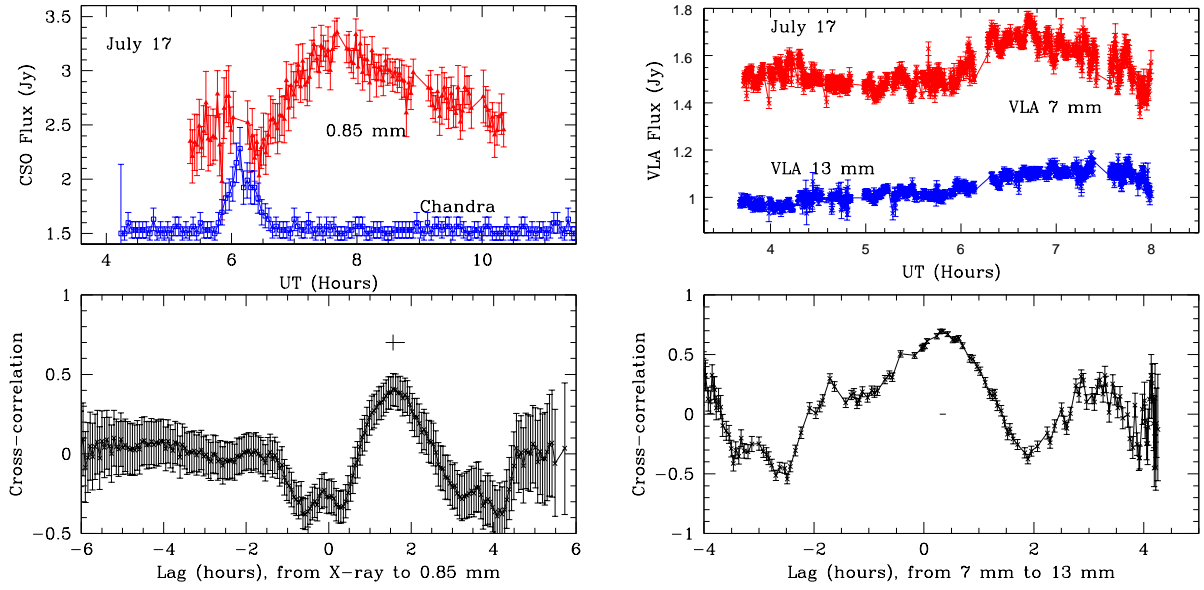 July 17
0.85 mm
Chandra
CSO Flux (Jy)
3.5
3
2.5
2
1.5
4 6 8 10
UT (Hours)
July 17
VLA 7 mm
VLA 13 mm
VLA Flux (Jy)
1.8
1.6
1.4
1.2
1
4 5 6 7 8
UT (Hours)
Cross-correlation
1
0.5
0
-0.5
-6 -4 -2 0 2 4 6
Lag (hours), from X-ray to 0.85 mm
Cross-correlation
1
0.5
0
-0.5
-1
-4 -2 0 2 4
Lag (hours), from 7 mm to 13 mm